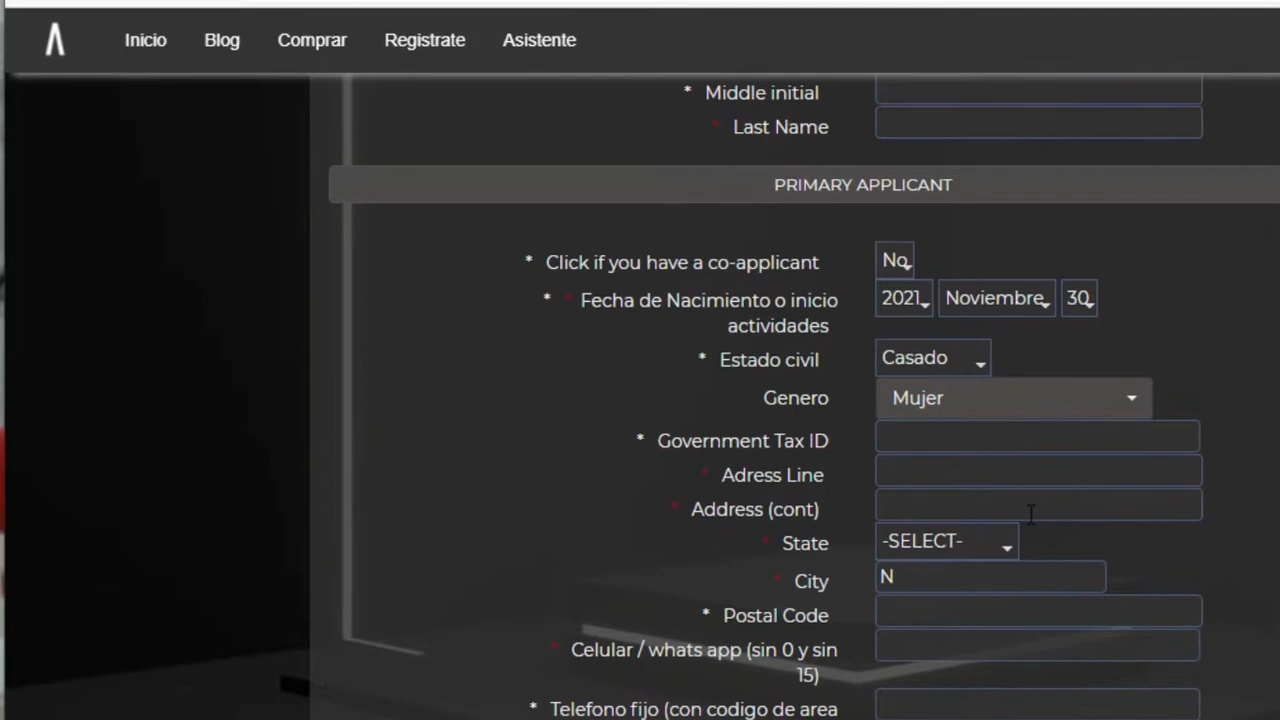 Inicio Blog Comprar Registrate Asistente
* Middle initial
* Last Name
PRIMARY APPLICANT
* Click if you have a co-applicant No
* * Fecha de Nacimiento o inicio 2021 Noviembre 30
actividades
* Estado civil Casado
Genero Mujer
* Government Tax ID
* Adress Line
* Address (cont)
* State -SELECT-
* City N
* Postal Code
* Celular / whats app (sin 0 y sin
15)
* Telefono fijo (con codigo de area